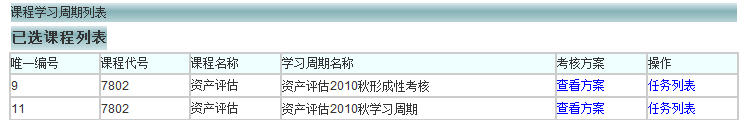 课程学习周期列表
已选课程列表
唯一编号 课程代号 课程名称 学习周期名称 考核方案 操作
9 7802 资产评估 资产评估2010秋形成性考核 查看方案 任务列表
11 7802 资产评估 资产评估2010秋学习周期 查看方案 任务列表